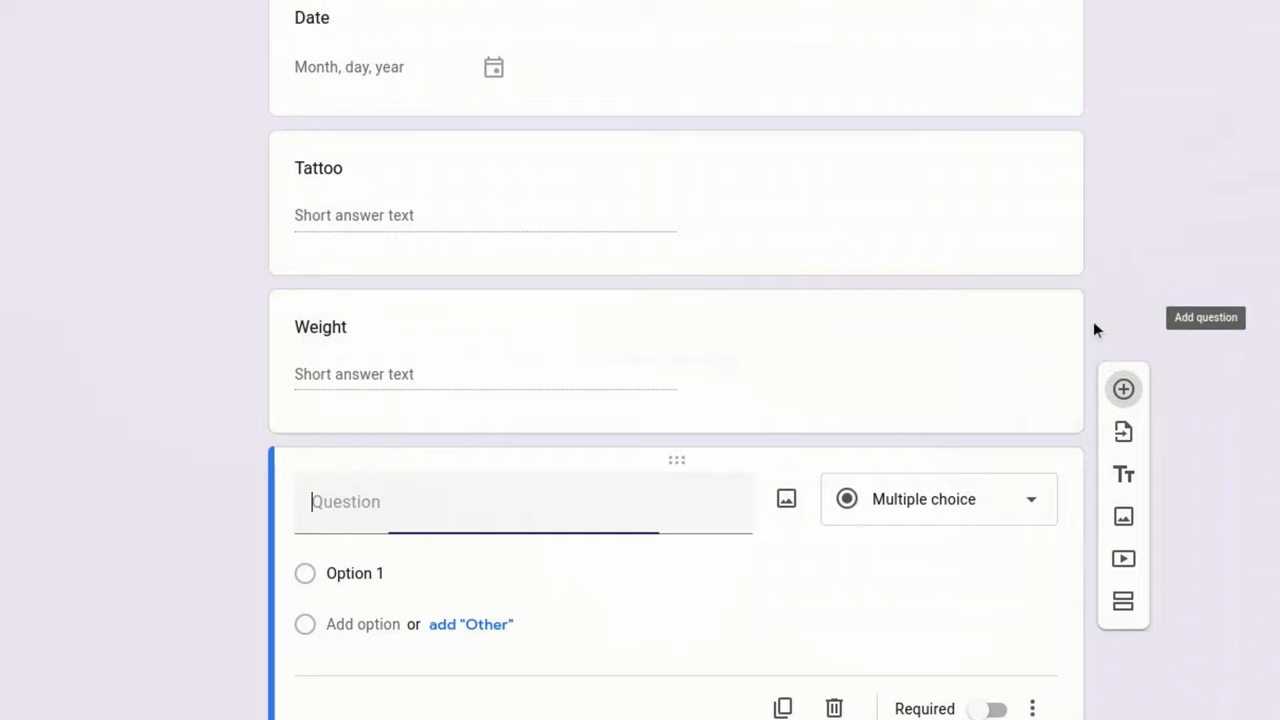 Date
Month, day, year
Tattoo
Short answer text
Weight
Add question
Short answer text
Tт
Question
Multiple choice
Option 1
Add option or add "Other"
Required